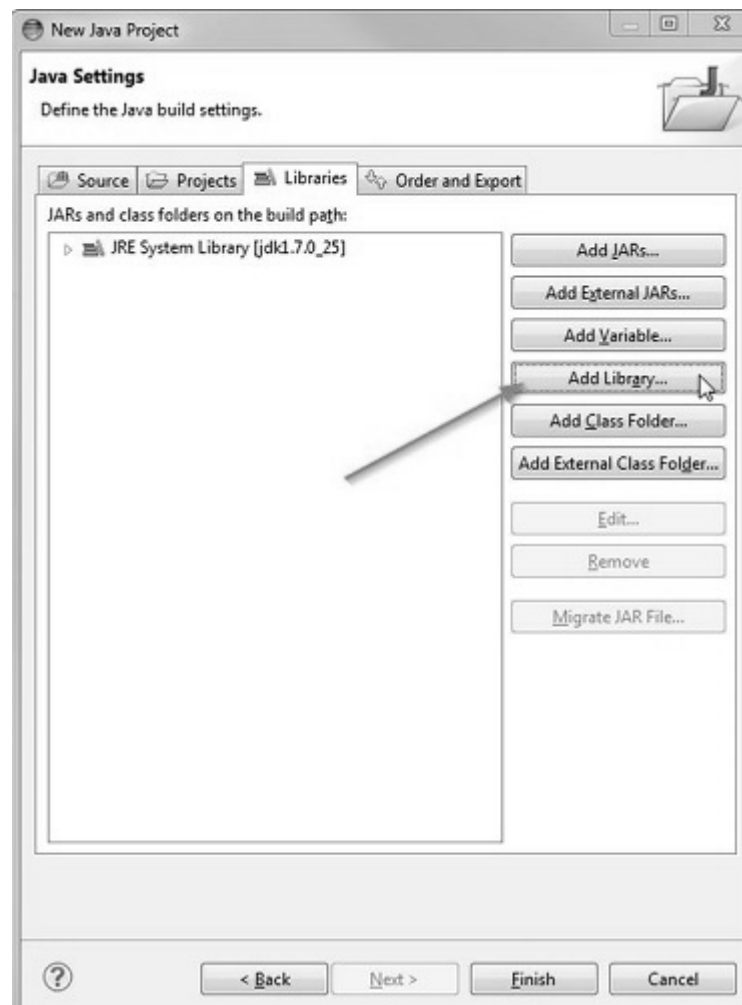 New Java Project
Java Settings
Define the Java build settings.
Source Projects Libraries Order and Export
JARs and class folders on the build path:
JRE System Library [jdk1.7.0_25]
Add JARs...
Add External JARs...
Add Variable...
Add Library...
Add Class Folder...
Add External Class Folder...
Edit...
Remove
Migrate JAR File...
? < Back Next > Finish Cancel